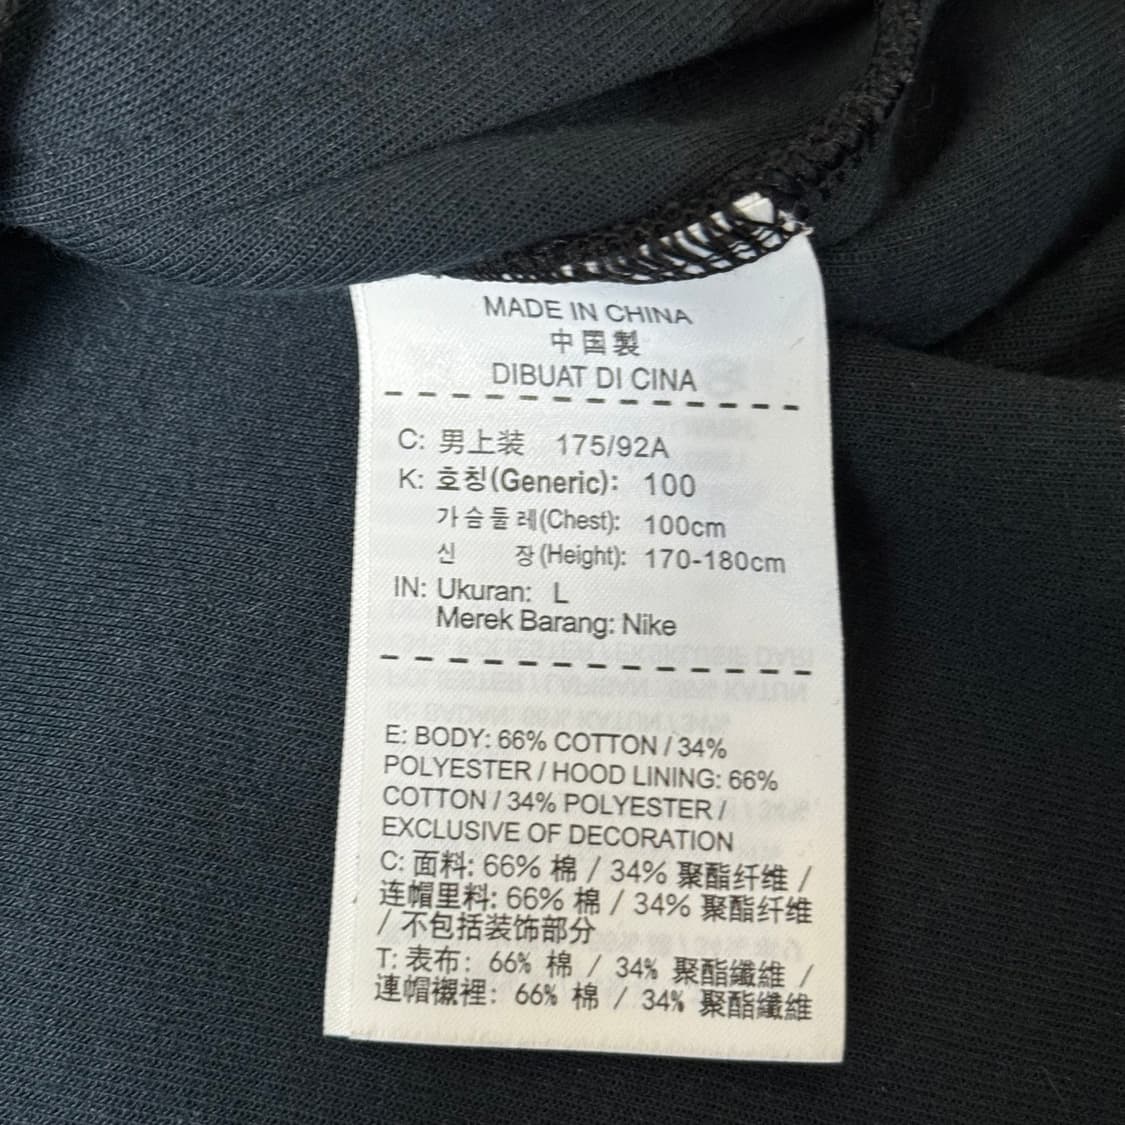 MADE IN CHINA
中国製
DIBUAT DI CINA
C: 男上装 175/92A
K: 호칭(Generic): 100
가슴둘레(Chest): 100cm
신 장(Height): 170-180cm
IN: Ukuran: L
Merek Barang: Nike
E: BODY: 66% COTTON / 34%
POLYESTER / HOOD LINING: 66%
COTTON / 34% POLYESTER /
EXCLUSIVE OF DECORATION
C: 面料: 66% 棉 / 34% 聚酯纤维 /
连帽里料: 66% 棉 / 34% 聚酯纤维
/ 不包括装饰部分
T: 表布: 66% 棉 / 34% 聚酯纖維 /
連帽襯裡: 66% 棉 / 34% 聚酯纖維